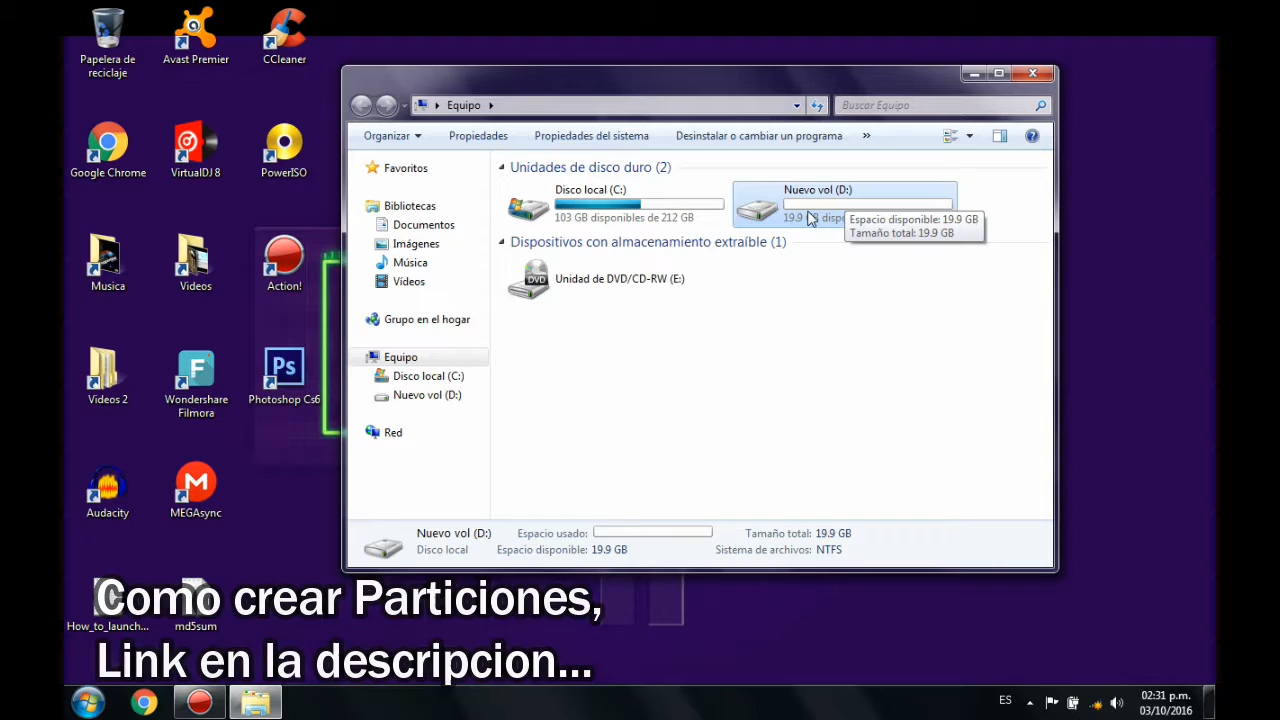 Papelera de
reciclaje
Avast Premier
CCleaner
Google Chrome
VirtualDJ 8
PowerISO
Musica
Videos
Action!
Videos 2
Wondershare
Filmora
Photoshop Cs6
Ps
Audacity
MEGAsync
How_to_launch...
md5sum
Equipo
Buscar Equipo
Organizar
Propiedades
Propiedades del sistema
Desinstalar o cambiar un programa
»
Favoritos
Bibliotecas
Documentos
Imágenes
Música
Vídeos
Grupo en el hogar
Equipo
Disco local (C:)
Nuevo vol (D:)
Red
Unidades de disco duro (2)
Disco local (C:)
103 GB disponibles de 212 GB
Nuevo vol (D:)
19.9
Espacio disponible: 19.9 GB
Tamaño total: 19.9 GB
Dispositivos con almacenamiento extraíble (1)
DVD
Unidad de DVD/CD-RW (E:)
Nuevo vol (D:)
Disco local
Espacio usado:
Espacio disponible: 19.9 GB
Tamaño total: 19.9 GB
Sistema de archivos: NTFS
Como crear Particiones,
Link en la descripcion...
ES
02:31 p.m.
03/10/2016